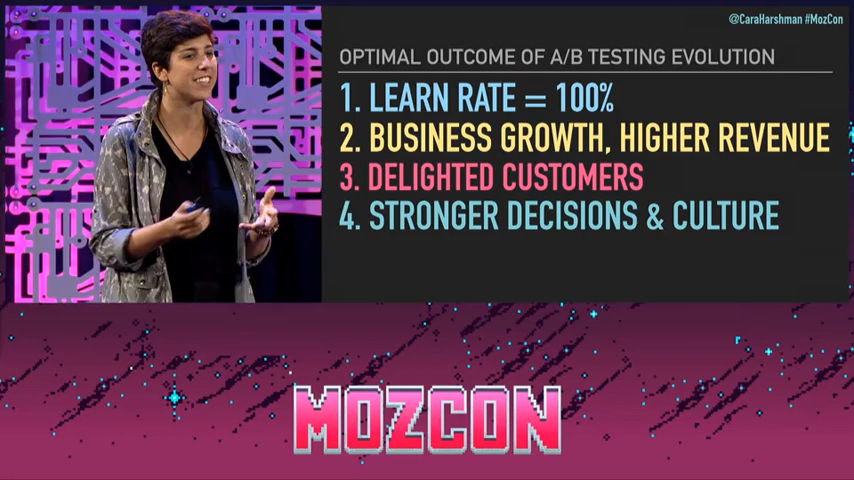 @CaraHarshman #MozCon
OPTIMAL OUTCOME OF A/B TESTING EVOLUTION
1. LEARN RATE = 100%
2. BUSINESS GROWTH, HIGHER REVENUE
3. DELIGHTED CUSTOMERS
4. STRONGER DECISIONS & CULTURE
MOZCON